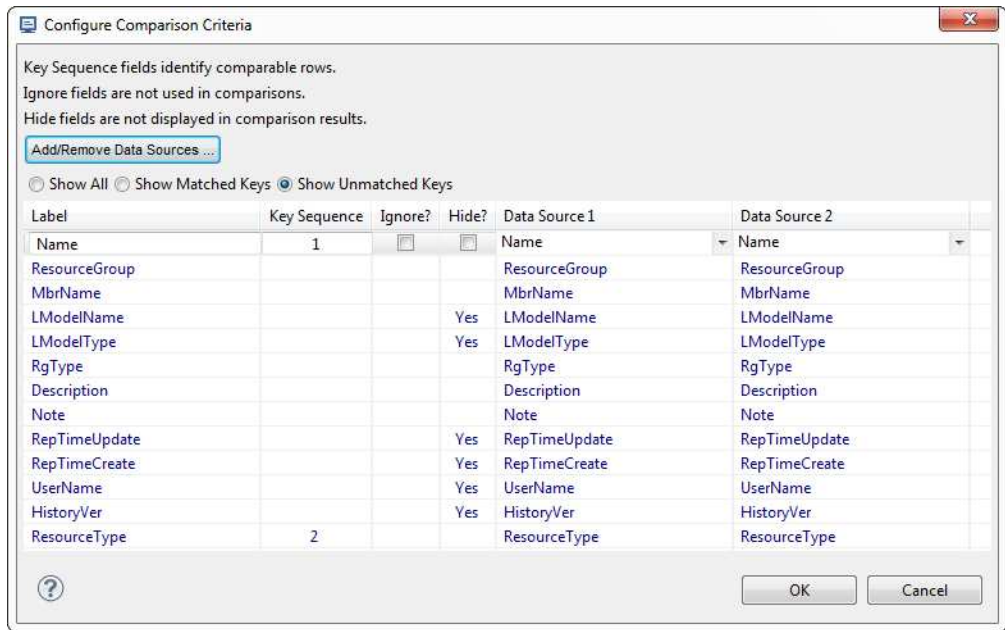 Configure Comparison Criteria
Key Sequence fields identify comparable rows.
Ignore fields are not used in comparisons.
Hide fields are not displayed in comparison results.
Add/Remove Data Sources ...
Show All Show Matched Keys Show Unmatched Keys
Label Key Sequence Ignore? Hide? Data Source 1 Data Source 2
Name 1 Name Name
ResourceGroup ResourceGroup ResourceGroup
MbrName MbrName MbrName
LModelName Yes LModelName LModelName
LModelType Yes LModelType LModelType
RgType RgType RgType
Description Description Description
Note Note Note
RepTimeUpdate Yes RepTimeUpdate RepTimeUpdate
RepTimeCreate Yes RepTimeCreate RepTimeCreate
UserName Yes UserName UserName
HistoryVer Yes HistoryVer HistoryVer
ResourceType 2 ResourceType ResourceType
? OK Cancel